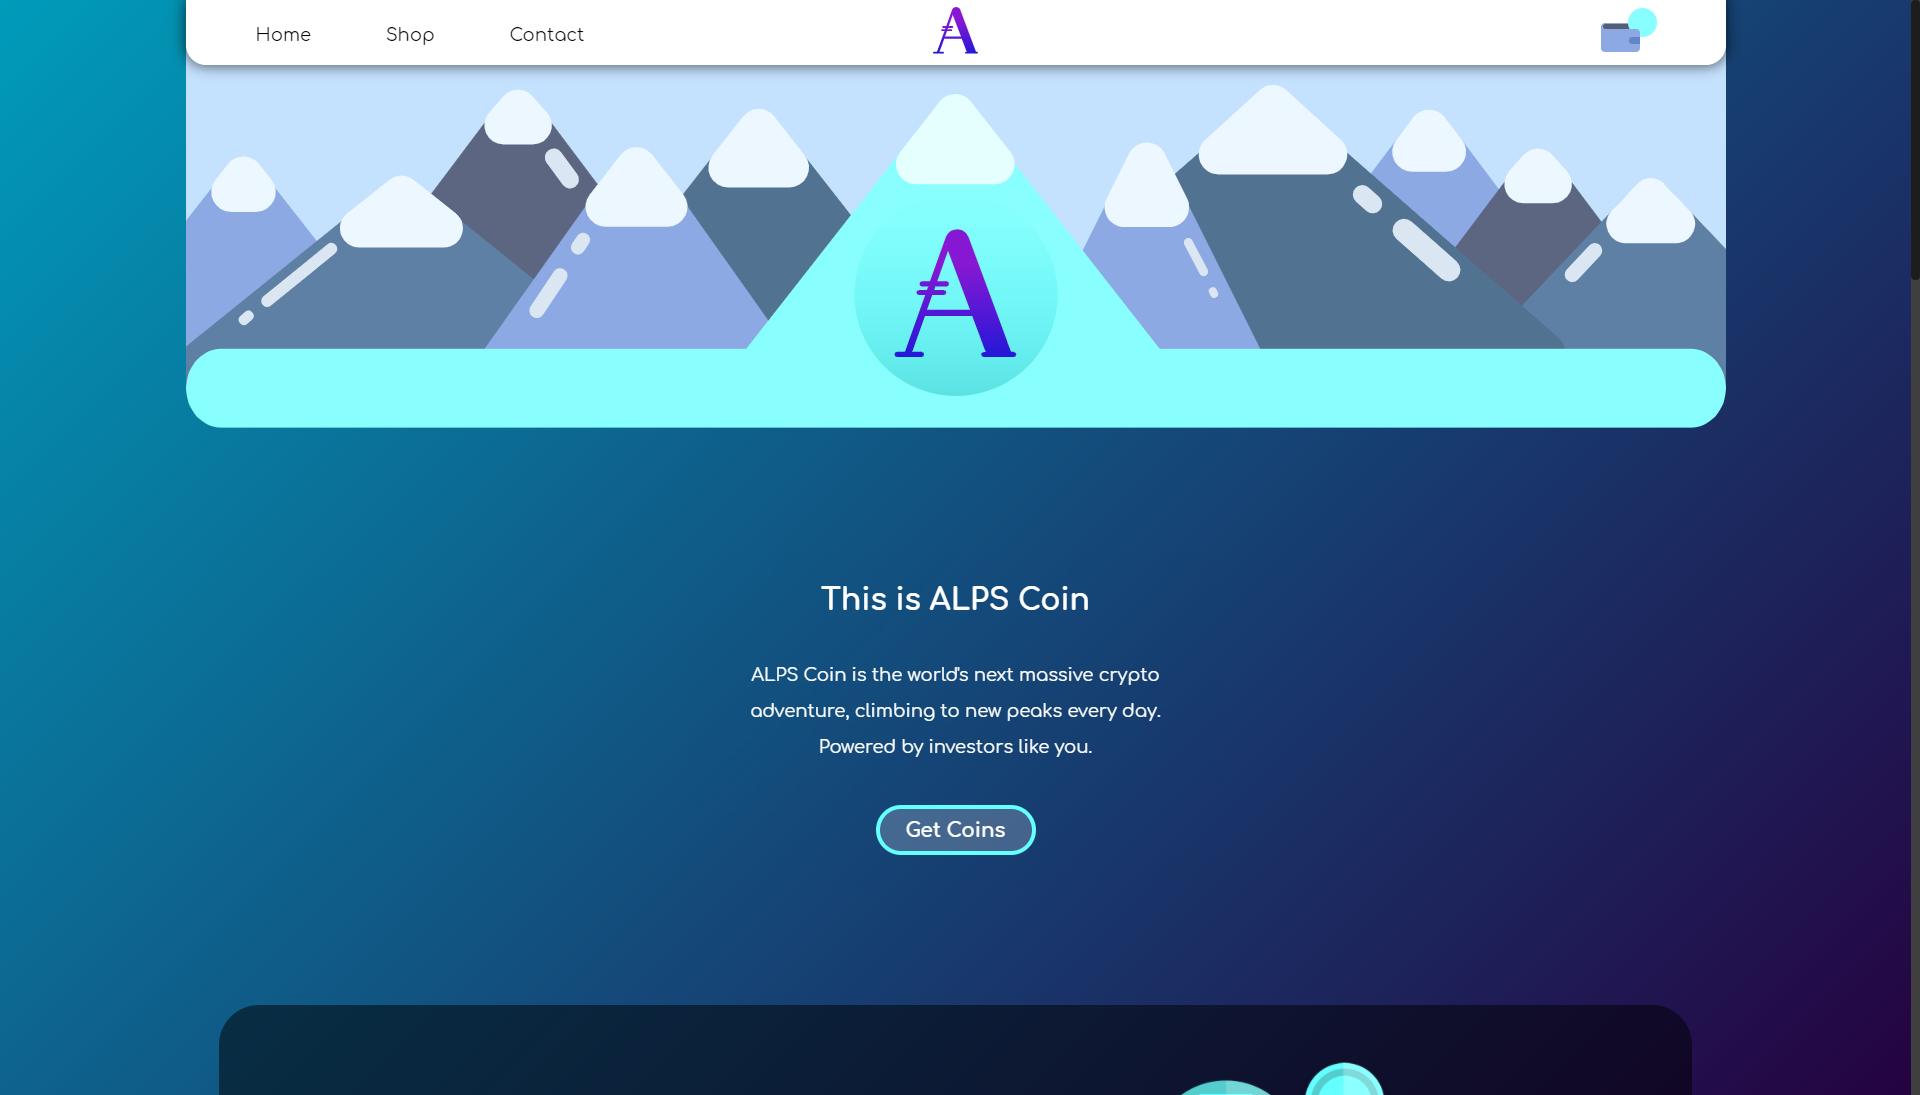 Home Shop Contact
A
A
This is ALPS Coin
ALPS Coin is the world's next massive crypto
adventure, climbing to new peaks every day.
Powered by investors like you.
Get Coins